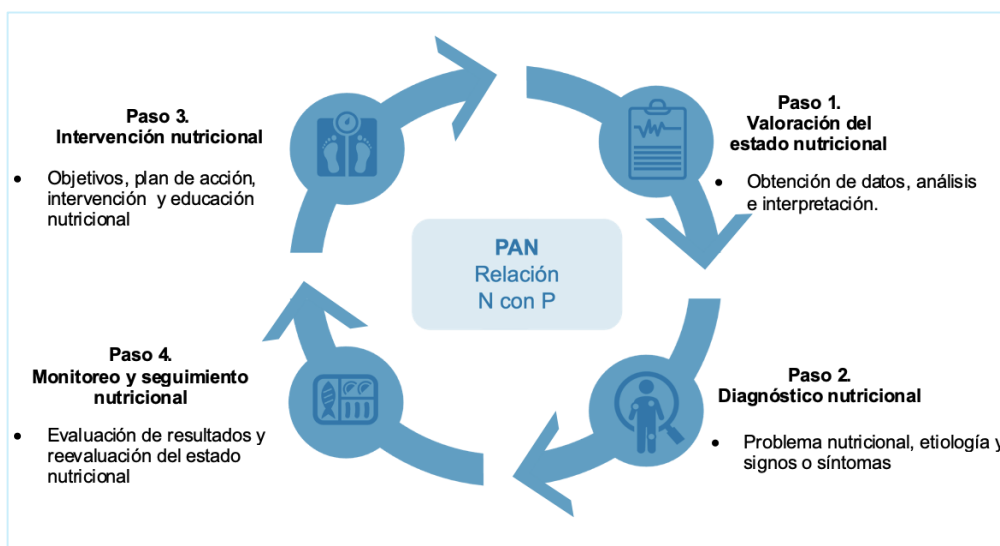 Paso 3.
Intervención nutricional
• Objetivos, plan de acción,
intervención y educación
nutricional
Paso 1.
Valoración del
estado nutricional
• Obtención de datos, análisis
e interpretación.
PAN
Relación
N con P
Paso 4.
Monitoreo y seguimiento
nutricional
• Evaluación de resultados y
reevaluación del estado
nutricional
Paso 2.
Diagnóstico nutricional
• Problema nutricional, etiología y
signos o síntomas